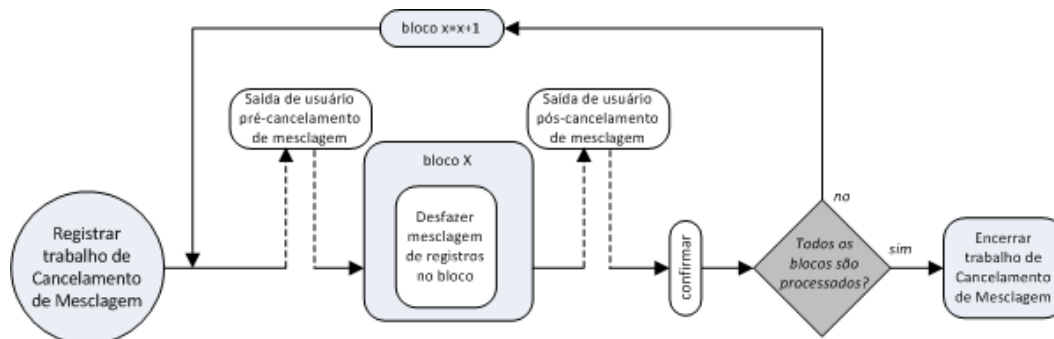 bloco x=x+1
Saída de usuário
pré-cancelamento
de mesclagem
Saída de usuário
pós-cancelamento
de mesclagem
bloco X
Desfazer
mesclagem
de registros
no bloco
Registrar
trabalho de
Cancelamento
de Mesclagem
confirmar
no
Todos os
blocos são
processados?
sim
Encerrar
trabalho de
Cancelamento
de Mesclagem